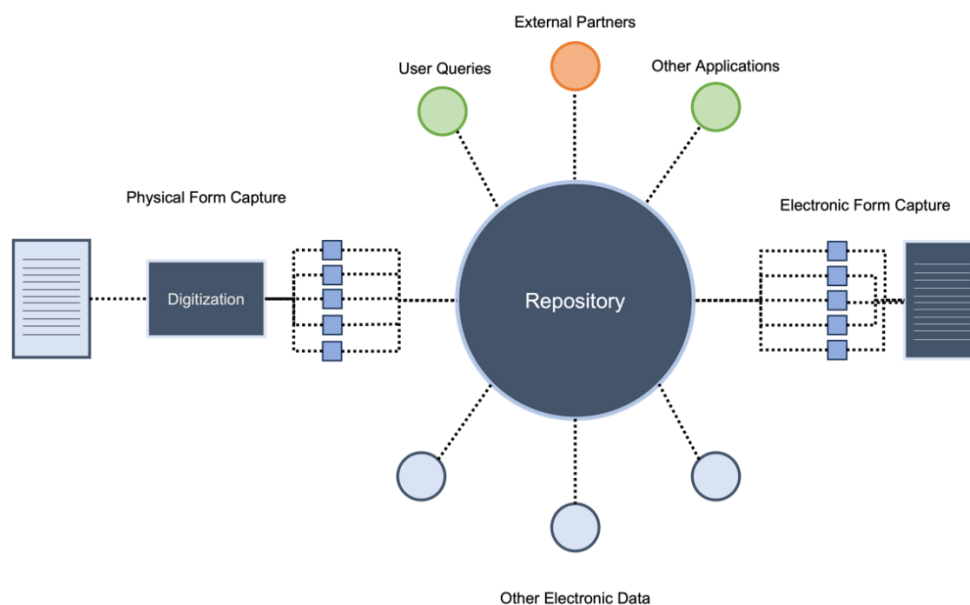 External Partners
User Queries
Other Applications
Physical Form Capture
Electronic Form Capture
Digitization
Repository
Other Electronic Data